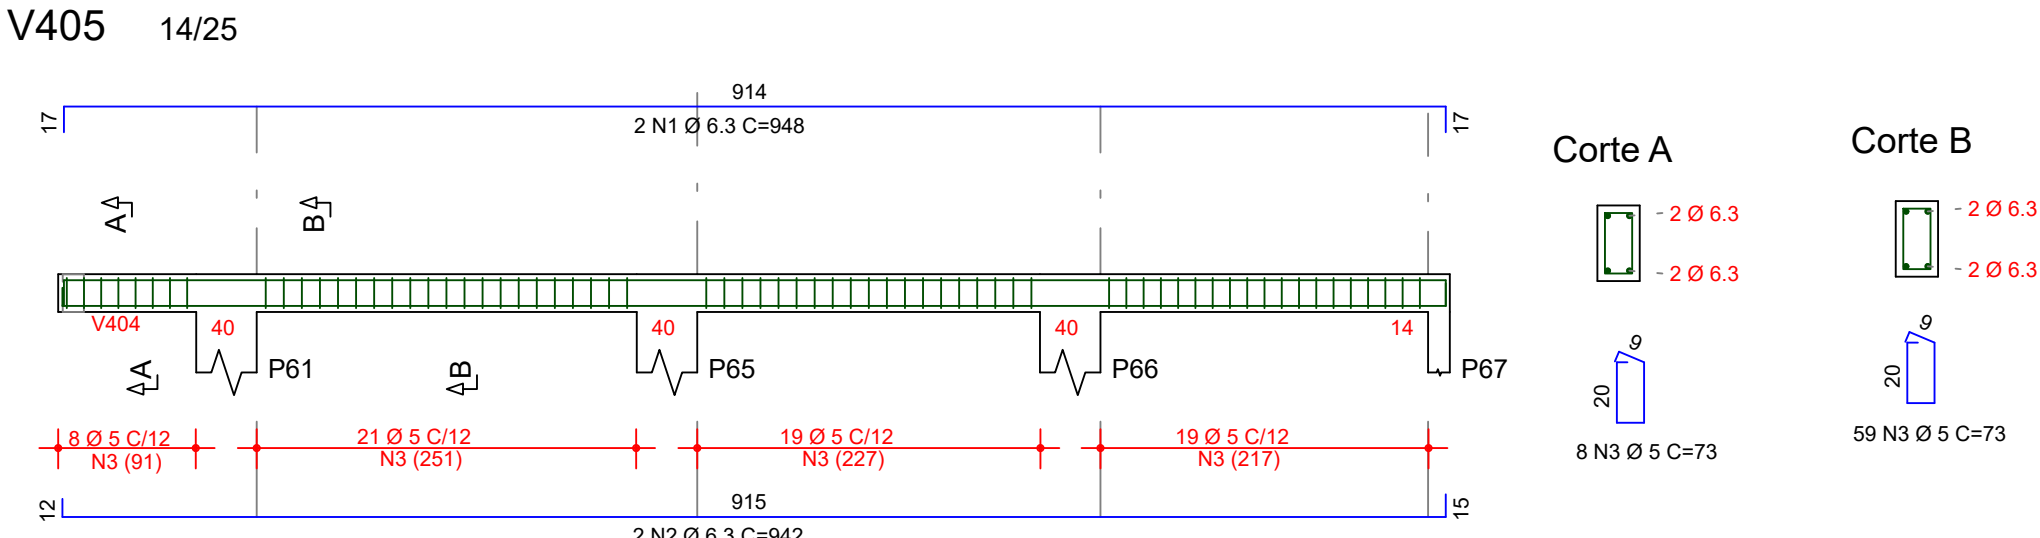 V405 14/25
914
17
17
2 N1 Ø 6.3 C=948
A
B
V404
40
40
40
14
A
B
P61
P65
P66
P67
8 Ø 5 C/12
N3 (91)
21 Ø 5 C/12
N3 (251)
19 Ø 5 C/12
N3 (227)
19 Ø 5 C/12
N3 (217)
12
915
15
2 N2 Ø 6.3 C=942
Corte A
2 Ø 6.3
2 Ø 6.3
9
20
8 N3 Ø 5 C=73
Corte B
2 Ø 6.3
2 Ø 6.3
9
20
59 N3 Ø 5 C=73